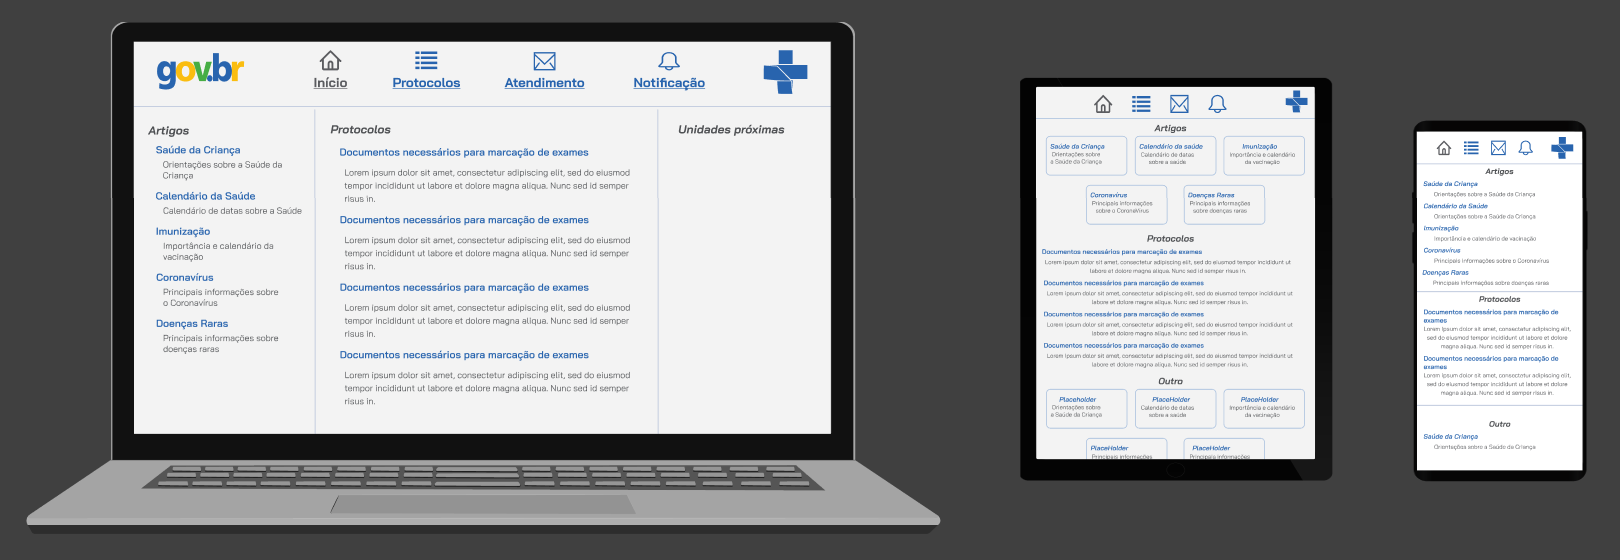 gov.br
Início
Protocolos
Atendimento
Notificação
Artigos
Saúde da Criança
Orientações sobre a Saúde da
Criança
Calendário da Saúde
Calendário de datas sobre a Saúde
Imunização
Importância e calendário da
vacinação
Coronavírus
Principais informações sobre
o Coronavírus
Doenças Raras
Principais informações sobre
doenças raras
Protocolos
Documentos necessários para marcação de exames
Lorem ipsum dolor sit amet, consectetur adipiscing elit, sed do eiusmod
tempor incididunt ut labore et dolore magna aliqua. Nunc sed id semper
risus in.
Documentos necessários para marcação de exames
Lorem ipsum dolor sit amet, consectetur adipiscing elit, sed do eiusmod
tempor incididunt ut labore et dolore magna aliqua. Nunc sed id semper
risus in.
Documentos necessários para marcação de exames
Lorem ipsum dolor sit amet, consectetur adipiscing elit, sed do eiusmod
tempor incididunt ut labore et dolore magna aliqua. Nunc sed id semper
risus in.
Documentos necessários para marcação de exames
Lorem ipsum dolor sit amet, consectetur adipiscing elit, sed do eiusmod
tempor incididunt ut labore et dolore magna aliqua. Nunc sed id semper
risus in.
Unidades próximas
Artigos
Saúde da Criança
Orientações sobre
a Saúde da Criança
Calendário da saúde
Calendário de datas
sobre a saúde
Imunização
Importância e calendário
da vacinação
Coronavírus
Principais informações
sobre o CoronaVírus
Doenças Raras
Principais informações
sobre doenças raras
Protocolos
Documentos necessários para marcação de exames
Lorem ipsum dolor sit amet, consectetur adipiscing elit, sed do eiusmod tempor incididunt ut
labore et dolore magna aliqua. Nunc sed id semper risus in.
Documentos necessários para marcação de exames
Lorem ipsum dolor sit amet, consectetur adipiscing elit, sed do eiusmod tempor incididunt ut
labore et dolore magna aliqua. Nunc sed id semper risus in.
Documentos necessários para marcação de exames
Lorem ipsum dolor sit amet, consectetur adipiscing elit, sed do eiusmod tempor incididunt ut
labore et dolore magna aliqua. Nunc sed id semper risus in.
Documentos necessários para marcação de exames
Lorem ipsum dolor sit amet, consectetur adipiscing elit, sed do eiusmod tempor incididunt ut
labore et dolore magna aliqua. Nunc sed id semper risus in.
Outro
Placeholder
Orientações sobre
a Saúde da Criança
PlaceHolder
Calendário de datas
sobre a saúde
PlaceHolder
Importância e calendário
da vacinação
PlaceHolder
Principais informações
PlaceHolder
Principais informações
Artigos
Saúde da Criança
Orientações sobre a Saúde da Criança
Calendário da Saúde
Orientações sobre a Saúde da Criança
Imunização
Importância e calendário de vacinação
Coronavírus
Principais informações sobre o Coronavírus
Doenças Raras
Principais informações sobre doenças raras
Protocolos
Documentos necessários para marcação de
exames
Lorem ipsum dolor sit amet, consectetur adipiscing elit,
sed do eiusmod tempor incididunt ut labore et dolore
magna aliqua. Nunc sed id semper risus in.
Documentos necessários para marcação de
exames
Lorem ipsum dolor sit amet, consectetur adipiscing elit,
sed do eiusmod tempor incididunt ut labore et dolore
magna aliqua. Nunc sed id semper risus in.
Outro
Saúde da Criança
Orientações sobre a Saúde da Criança